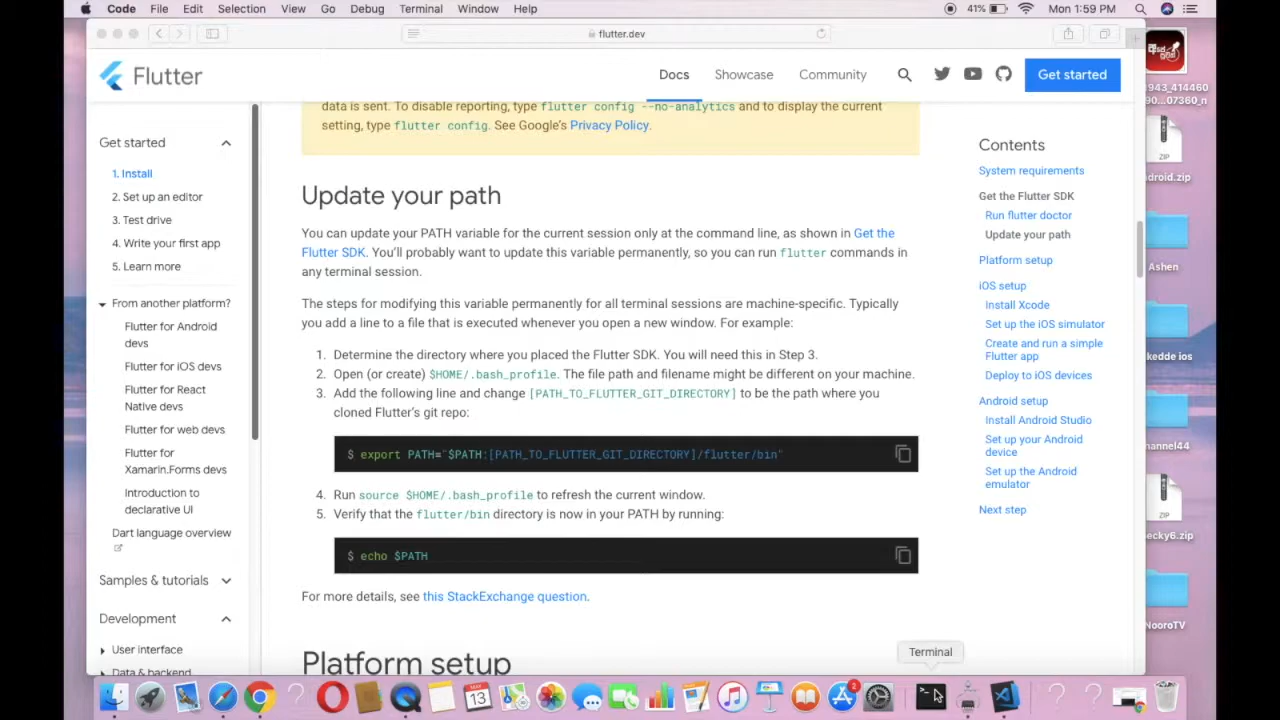 Code File Edit Selection View Go Debug Terminal Window Help 41% Mon 1:59 PM
flutter.dev
Flutter Docs Showcase Community Get started
data is sent. To disable reporting, type flutter config --no-analytics and to display the current
setting, type flutter config. See Google's Privacy Policy.
Get started
1. Install
2. Set up an editor
3. Test drive
4. Write your first app
5. Learn more
From another platform?
Flutter for Android
devs
Flutter for iOS devs
Flutter for React
Native devs
Flutter for web devs
Flutter for
Xamarin.Forms devs
Introduction to
declarative UI
Dart language overview
Samples & tutorials
Development
User interface
Data & backend
Update your path
You can update your PATH variable for the current session only at the command line, as shown in Get the
Flutter SDK. You'll probably want to update this variable permanently, so you can run flutter commands in
any terminal session.
The steps for modifying this variable permanently for all terminal sessions are machine-specific. Typically
you add a line to a file that is executed whenever you open a new window. For example:
1. Determine the directory where you placed the Flutter SDK. You will need this in Step 3.
2. Open (or create) $HOME/.bash_profile. The file path and filename might be different on your machine.
3. Add the following line and change [PATH_TO_FLUTTER_GIT_DIRECTORY] to be the path where you
cloned Flutter's git repo:
$ export PATH="$PATH:[PATH_TO_FLUTTER_GIT_DIRECTORY]/flutter/bin"
4. Run source $HOME/.bash_profile to refresh the current window.
5. Verify that the flutter/bin directory is now in your PATH by running:
$ echo $PATH
For more details, see this StackExchange question.
Platform setup
Contents
System requirements
Get the Flutter SDK
Run flutter doctor
Update your path
Platform setup
iOS setup
Install Xcode
Set up the iOS simulator
Create and run a simple
Flutter app
Deploy to iOS devices
Android setup
Install Android Studio
Set up your Android
device
Set up the Android
emulator
Next step
1943_414460
90...07360_n
ZIP
droid.zip
Ashen
kedde ios
hannel44
ZIP
ecky6.zip
NooroTV
Terminal
13
2